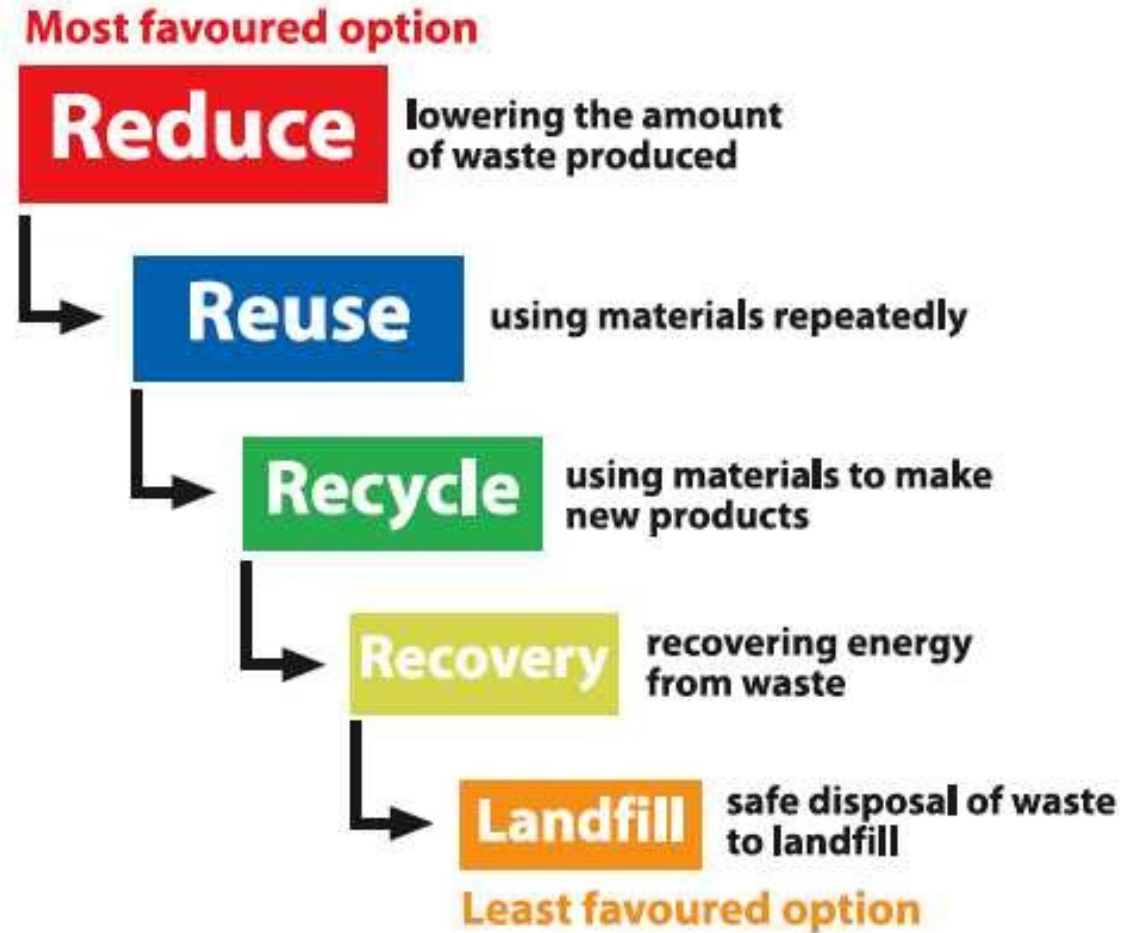 Most favoured option
Reduce
lowering the amount
of waste produced
Reuse
using materials repeatedly
Recycle
using materials to make
new products
Recovery
recovering energy
from waste
Landfill
safe disposal of waste
to landfill
Least favoured option